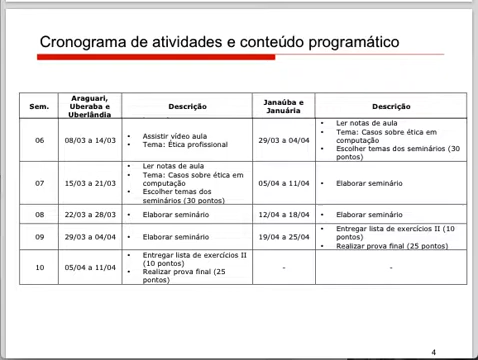 Cronograma de atividades e conteúdo programático
Sem.
Araguari,
Uberaba e
Uberlândia
Descrição
Janaúba e
Januária
Descrição
06
08/03 a 14/03
• Assistir vídeo aula
• Tema: Ética profissional
29/03 a 04/04
• Ler notas de aula
• Tema: Casos sobre ética em
computação
• Escolher temas dos seminários (30
pontos)
07
15/03 a 21/03
• Ler notas de aula
• Tema: Casos sobre ética em
computação
• Escolher temas dos
seminários (30 pontos)
05/04 a 11/04
• Elaborar seminário
08
22/03 a 28/03
• Elaborar seminário
12/04 a 18/04
• Elaborar seminário
09
29/03 a 04/04
• Elaborar seminário
19/04 a 25/04
• Entregar lista de exercícios II (10
pontos)
• Realizar prova final (25 pontos)
10
05/04 a 11/04
• Entregar lista de exercícios II
(10 pontos)
• Realizar prova final (25
pontos)
-
-
4